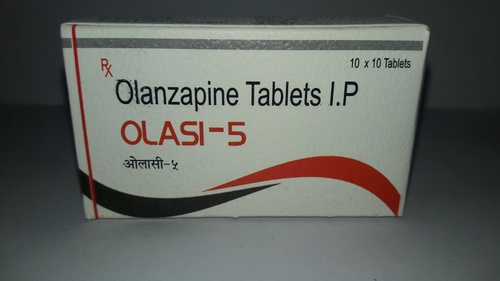 Rx
10 x 10 Tablets
Olanzapine Tablets I.P
OLASI-5
ओलासी-५